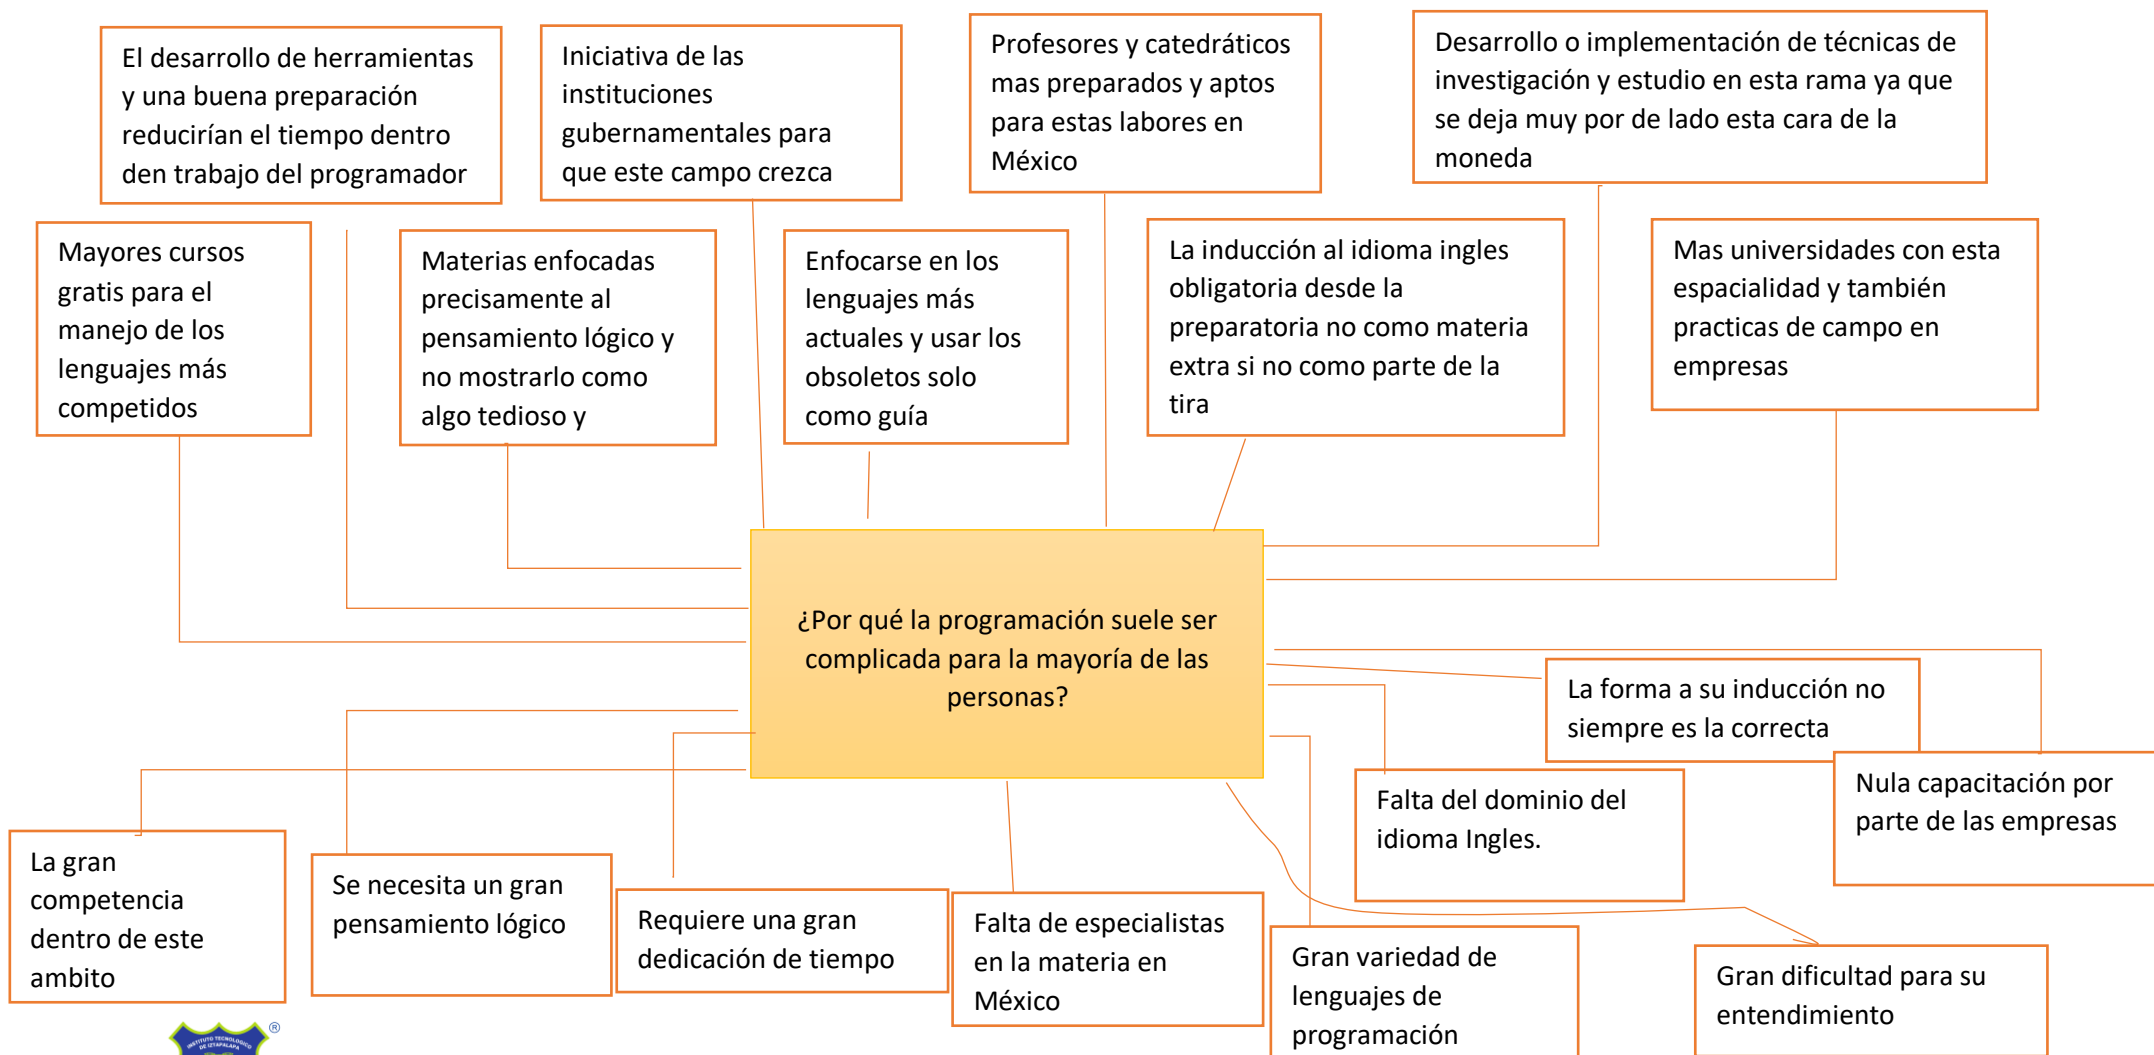 El desarrollo de herramientas
y una buena preparación
reducirían el tiempo dentro
den trabajo del programador
Iniciativa de las
instituciones
gubernamentales para
que este campo crezca
Profesores y catedráticos
mas preparados y aptos
para estas labores en
México
Desarrollo o implementación de técnicas de
investigación y estudio en esta rama ya que
se deja muy por de lado esta cara de la
moneda
Mayores cursos
gratis para el
manejo de los
lenguajes más
competidos
Materias enfocadas
precisamente al
pensamiento lógico y
no mostrarlo como
algo tedioso y
Enfocarse en los
lenguajes más
actuales y usar los
obsoletos solo
como guía
La inducción al idioma ingles
obligatoria desde la
preparatoria no como materia
extra si no como parte de la
tira
Mas universidades con esta
espacialidad y también
practicas de campo en
empresas
¿Por qué la programación suele ser
complicada para la mayoría de las
personas?
La forma a su inducción no
siempre es la correcta
Nula capacitación por
parte de las empresas
Falta del dominio del
idioma Ingles.
La gran
competencia
dentro de este
ambito
Se necesita un gran
pensamiento lógico
Requiere una gran
dedicación de tiempo
Falta de especialistas
en la materia en
México
Gran variedad de
lenguajes de
programación
Gran dificultad para su
entendimiento
INSTITUTO TECNOLOGICO
DE IZTAPALAPA
®